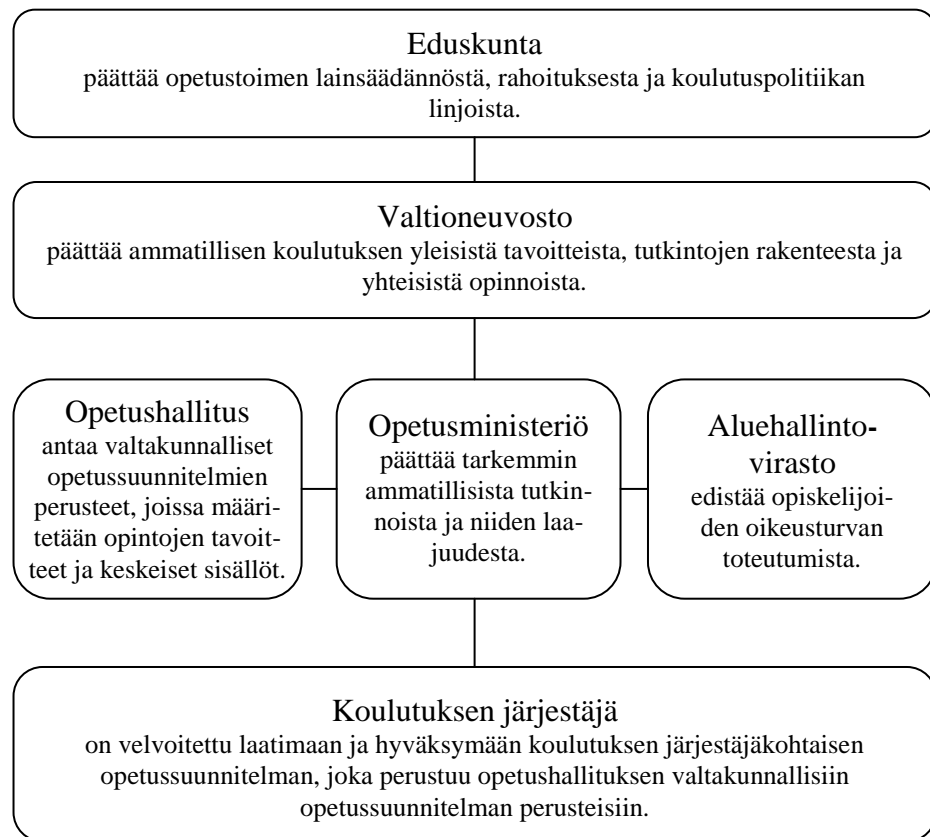 Eduskunta
päättää opetustoimen lainsäädännöstä, rahoituksesta ja koulutuspolitiikan
linjoista.
Valtioneuvosto
päättää ammatillisen koulutuksen yleisistä tavoitteista, tutkintojen rakenteesta ja
yhteisistä opinnoista.
Opetushallitus
antaa valtakunnalliset
opetussuunnitelmien
perusteet, joissa määri-
tetään opintojen tavoit-
teet ja keskeiset sisällöt.
Opetusministeriö
päättää tarkemmin
ammatillisista tutkin-
noista ja niiden laa-
juudesta.
Aluehallinto-
virasto
edistää opiskelijoi-
den oikeusturvan
toteutumista.
Koulutuksen järjestäjä
on velvoitettu laatimaan ja hyväksymään koulutuksen järjestäjäkohtaisen
opetussuunnitelman, joka perustuu opetushallituksen valtakunnallisiin
opetussuunnitelman perusteisiin.